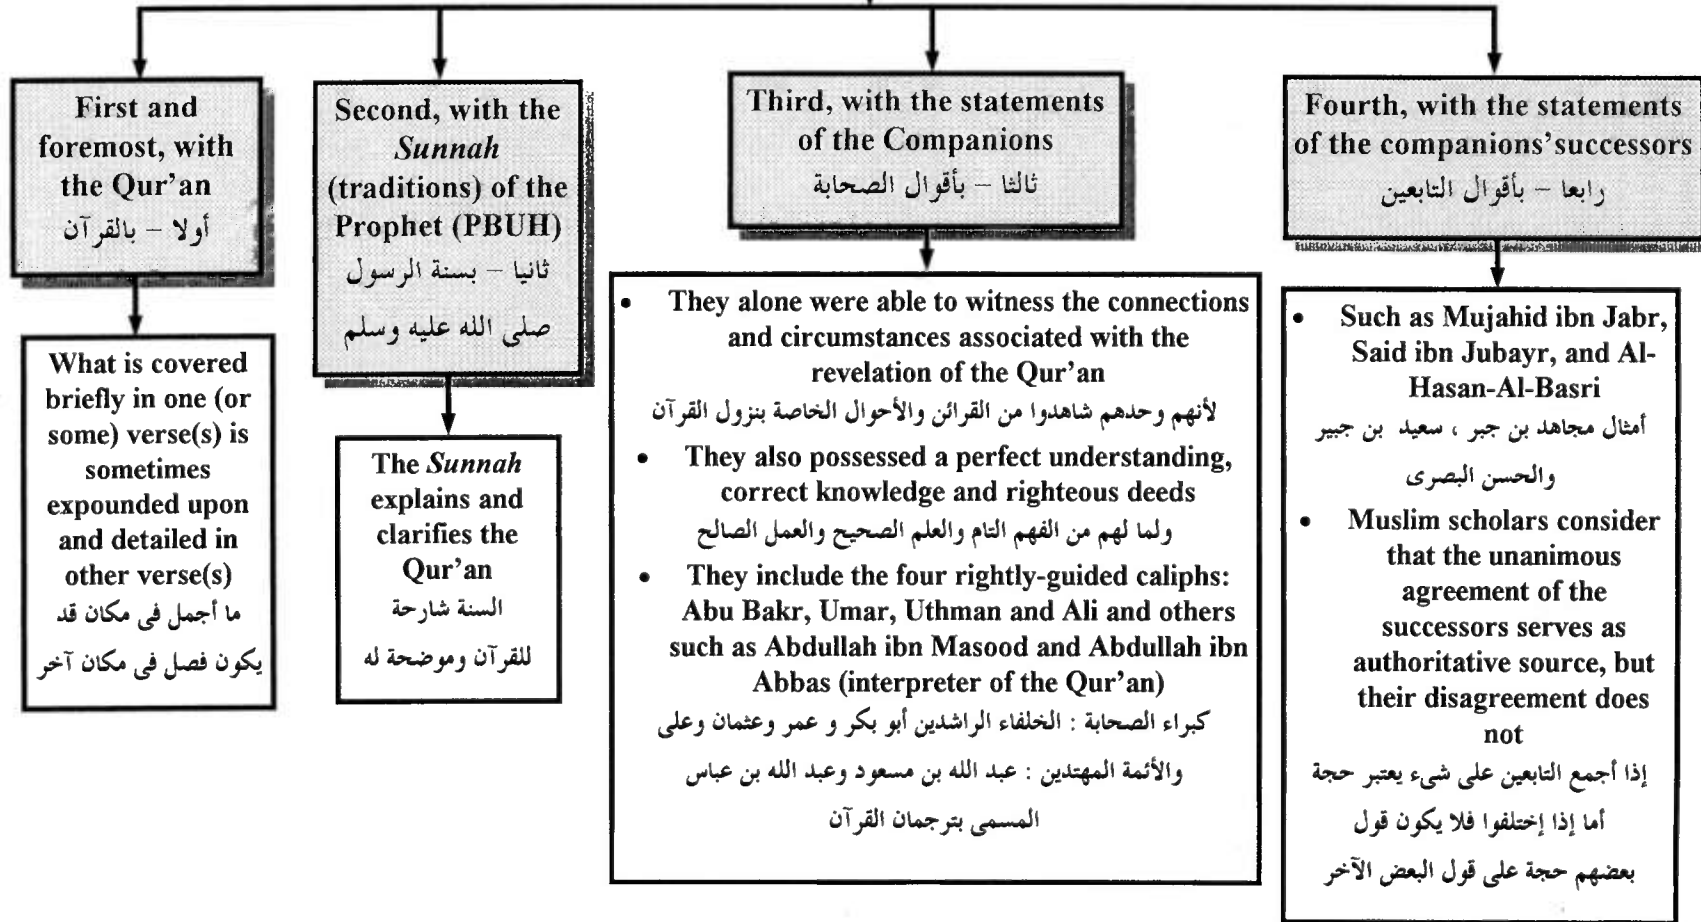 First and
foremost, with
the Qur'an
أولا – بالقرآن
What is covered
briefly in one (or
some) verse(s) is
sometimes
expounded upon
and detailed in
other verse(s)
ما أجمل فى مكان قد
يكون فصل فى مكان آخر
Second, with the
Sunnah
(traditions) of the
Prophet (PBUH)
ثانيا – بسنة الرسول
صلى الله عليه وسلم
The Sunnah
explains and
clarifies the
Qur'an
السنة شارحة
للقرآن وموضحة له
Third, with the statements
of the Companions
ثالثا – بأقوال الصحابة
• They alone were able to witness the connections
and circumstances associated with the
revelation of the Qur'an
لأنهم وحدهم شاهدوا من القرائن والأحوال الخاصة بنزول القرآن
• They also possessed a perfect understanding,
correct knowledge and righteous deeds
ولما لهم من الفهم التام والعلم الصحيح والعمل الصالح
• They include the four rightly-guided caliphs:
Abu Bakr, Umar, Uthman and Ali and others
such as Abdullah ibn Masood and Abdullah ibn
Abbas (interpreter of the Qur'an)
كبراء الصحابة : الخلفاء الراشدين أبو بكر و عمر وعثمان وعلى
والأئمة المهتدين : عبد الله بن مسعود وعبد الله بن عباس
المسمى بترجمان القرآن
Fourth, with the statements
of the companions'successors
رابعا – بأقوال التابعين
• Such as Mujahid ibn Jabr,
Said ibn Jubayr, and Al-
Hasan-Al-Basri
أمثال مجاهد بن جبر ، سعيد بن جبير
والحسن البصرى
• Muslim scholars consider
that the unanimous
agreement of the
successors serves as
authoritative source, but
their disagreement does
not
إذا أجمع التابعين على شىء يعتبر حجة
أما إذا إختلفوا فلا يكون قول
بعضهم حجة على قول البعض الآخر